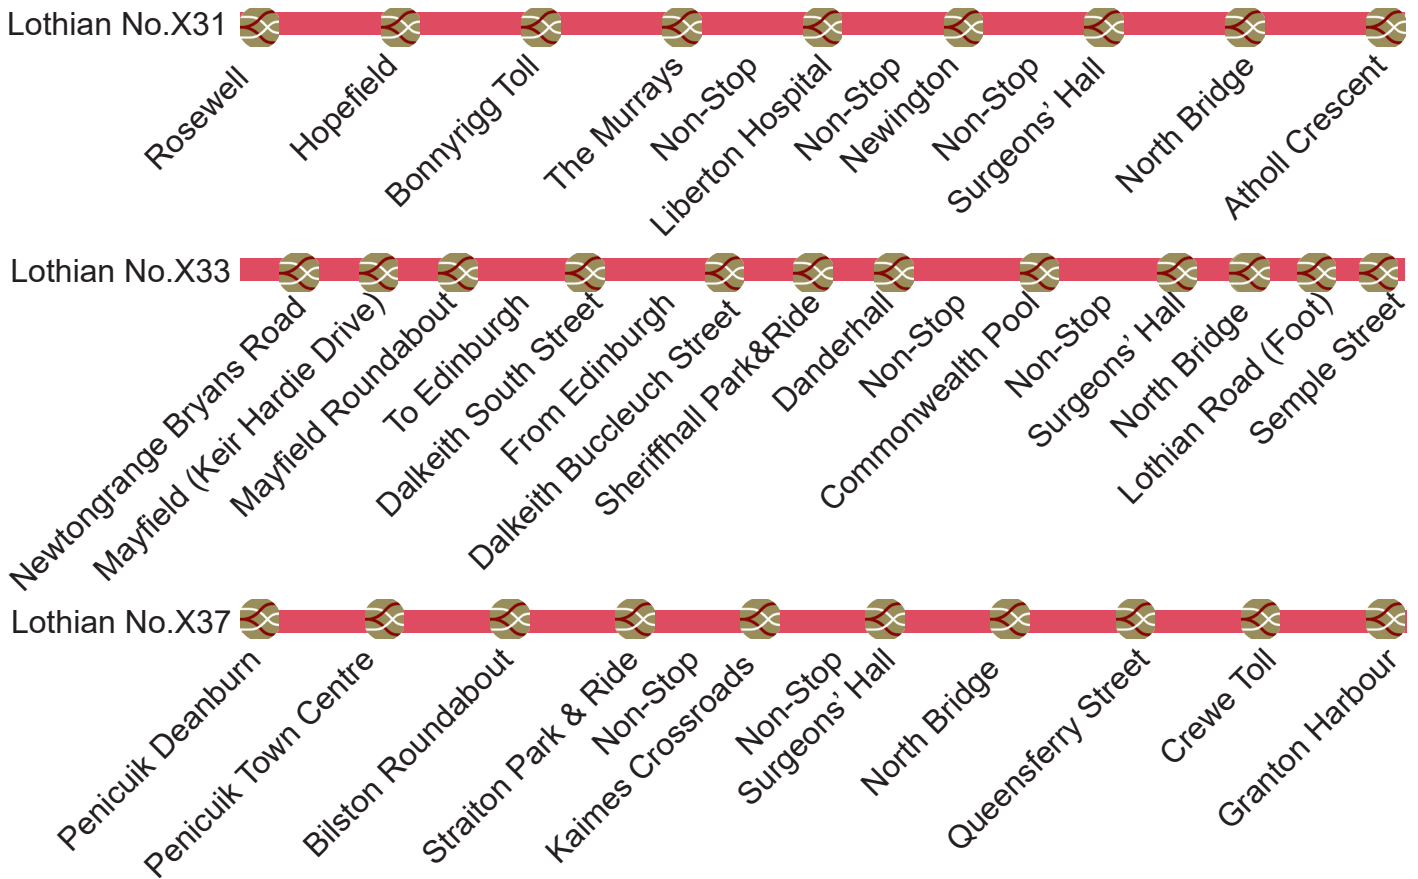 Lothian No.X31
Rosewell
Hopefield
Bonnyrigg Toll
The Murrays
Non-Stop
Liberton Hospital
Non-Stop
Newington
Non-Stop
Surgeons’ Hall
North Bridge
Atholl Crescent
Lothian No.X33
Newtongrange Bryans Road
Mayfield (Keir Hardie Drive)
Mayfield Roundabout
To Edinburgh
Dalkeith South Street
From Edinburgh
Dalkeith Buccleuch Street
Sheriffhall Park&Ride
Danderhall
Non-Stop
Commonwealth Pool
Non-Stop
Surgeons’ Hall
North Bridge
Lothian Road (Foot)
Semple Street
Lothian No.X37
Penicuik Deanburn
Penicuik Town Centre
Bilston Roundabout
Straiton Park & Ride
Non-Stop
Kaimes Crossroads
Non-Stop
Surgeons’ Hall
North Bridge
Queensferry Street
Crewe Toll
Granton Harbour